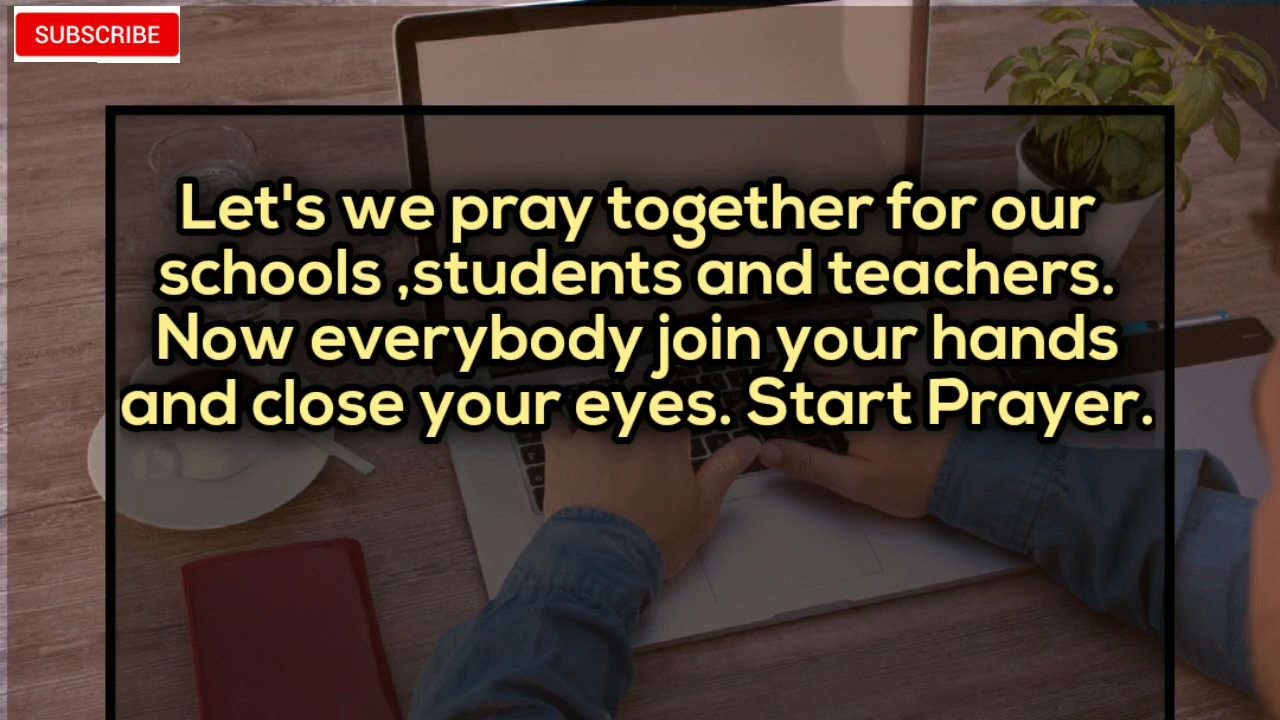 SUBSCRIBE
Let's we pray together for our
schools ,students and teachers.
Now everybody join your hands
and close your eyes. Start Prayer.